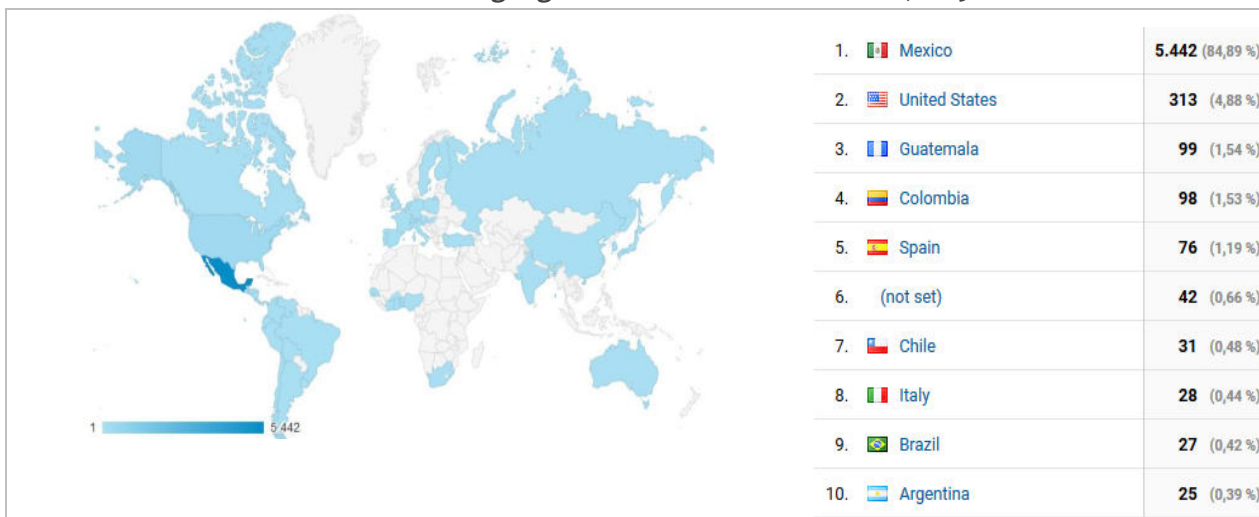 1. Mexico 5.442 (84,89 %)
2. United States 313 (4,88 %)
3. Guatemala 99 (1,54 %)
4. Colombia 98 (1,53 %)
5. Spain 76 (1,19 %)
6. (not set) 42 (0,66 %)
7. Chile 31 (0,48 %)
8. Italy 28 (0,44 %)
9. Brazil 27 (0,42 %)
10. Argentina 25 (0,39 %)
1 5 442